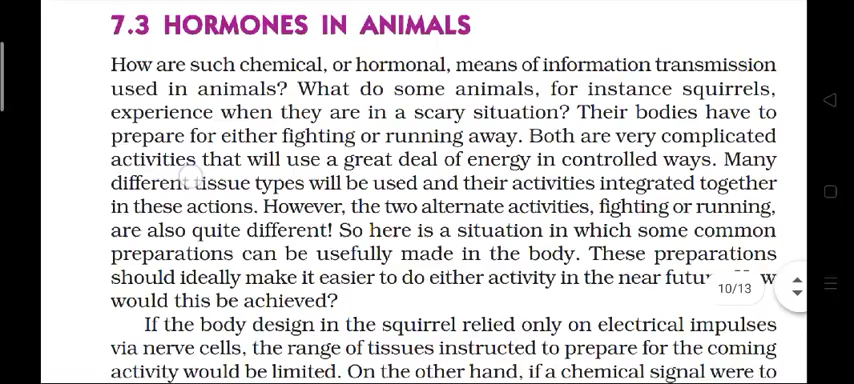 7.3 HORMONES IN ANIMALS
How are such chemical, or hormonal, means of information transmission
used in animals? What do some animals, for instance squirrels,
experience when they are in a scary situation? Their bodies have to
prepare for either fighting or running away. Both are very complicated
activities that will use a great deal of energy in controlled ways. Many
different tissue types will be used and their activities integrated together
in these actions. However, the two alternate activities, fighting or running,
are also quite different! So here is a situation in which some common
preparations can be usefully made in the body. These preparations
should ideally make it easier to do either activity in the near
10/13
would this be achieved?
If the body design in the squirrel relied only on electrical impulses
via nerve cells, the range of tissues instructed to prepare for the coming
activity would be limited. On the other hand, if a chemical signal were to